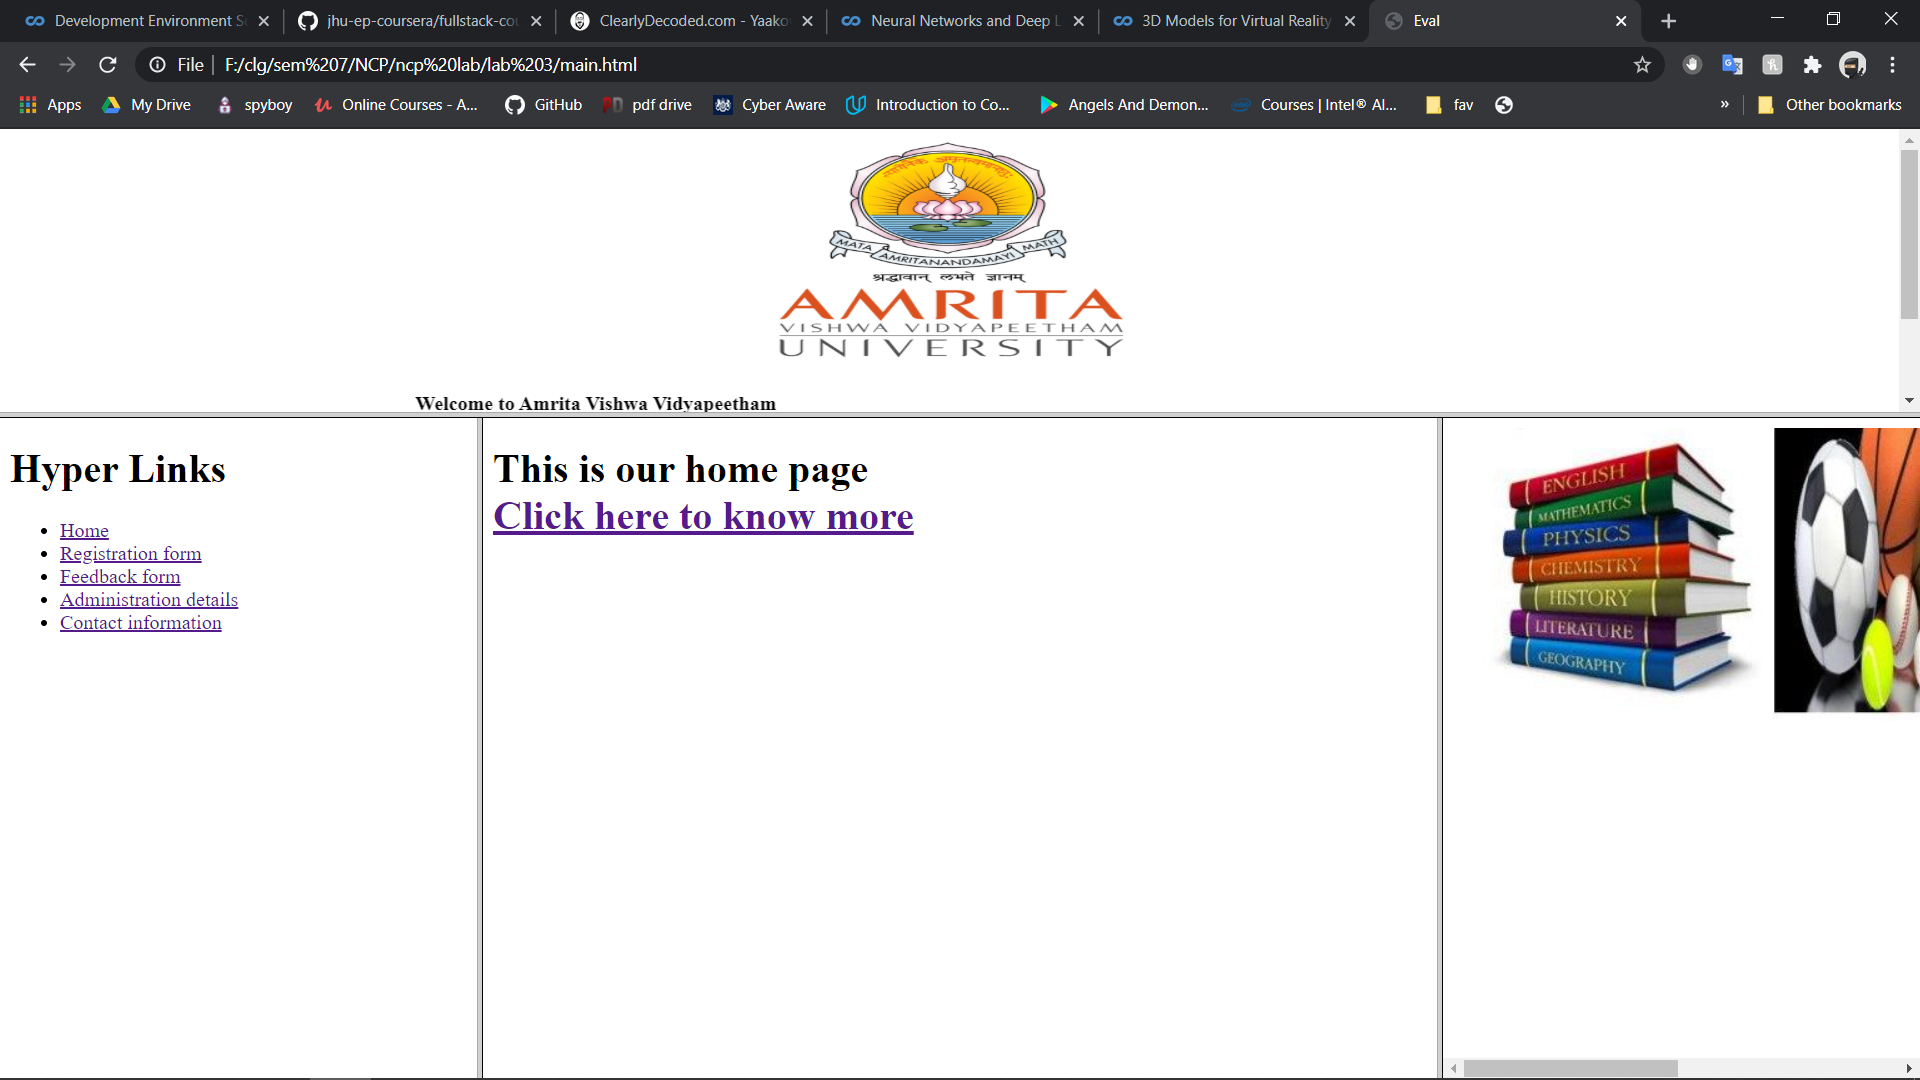 Development Environment S
jhu-ep-coursera/fullstack-co
ClearlyDecoded.com - Yaako
Neural Networks and Deep L
3D Models for Virtual Reality
Eval
File F:/clg/sem%207/NCP/ncp%20lab/lab%203/main.html
Apps
My Drive
spyboy
Online Courses - A...
GitHub
pdf drive
Cyber Aware
Introduction to Co...
Angels And Demon...
Courses | Intel® AI...
fav
»
Other bookmarks
MATA AMRITANANDAMAYI MATH
श्रद्धावान् लभते ज्ञानम्
AMRITA
VISHWA VIDYAPEETHAM
UNIVERSITY
Welcome to Amrita Vishwa Vidyapeetham
Hyper Links
Home
Registration form
Feedback form
Administration details
Contact information
This is our home page
Click here to know more
ENGLISH
MATHEMATICS
PHYSICS
CHEMISTRY
HISTORY
LITERATURE
GEOGRAPHY